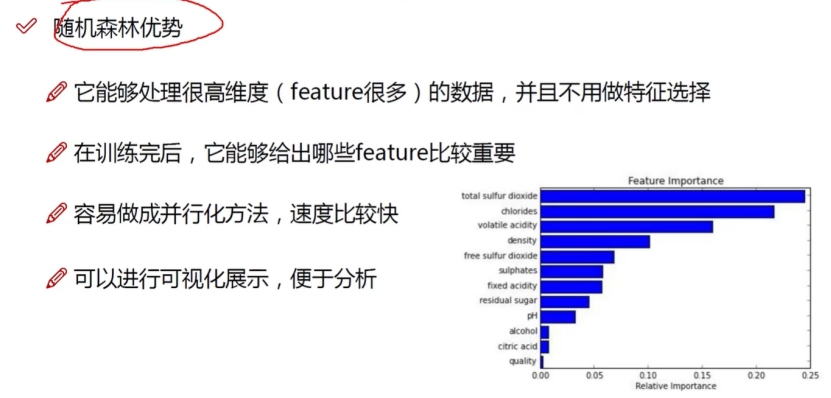 随机森林优势
它能够处理很高维度（feature很多）的数据，并且不用做特征选择
在训练完后，它能够给出哪些feature比较重要
容易做成并行化方法，速度比较快
可以进行可视化展示，便于分析
Feature Importance
total sulfur dioxide
chlorides
volatile acidity
density
free sulfur dioxide
sulphates
fixed acidity
residual sugar
pH
alcohol
citric acid
quality
0.00 0.05 0.10 0.15 0.20 0.25
Relative Importance